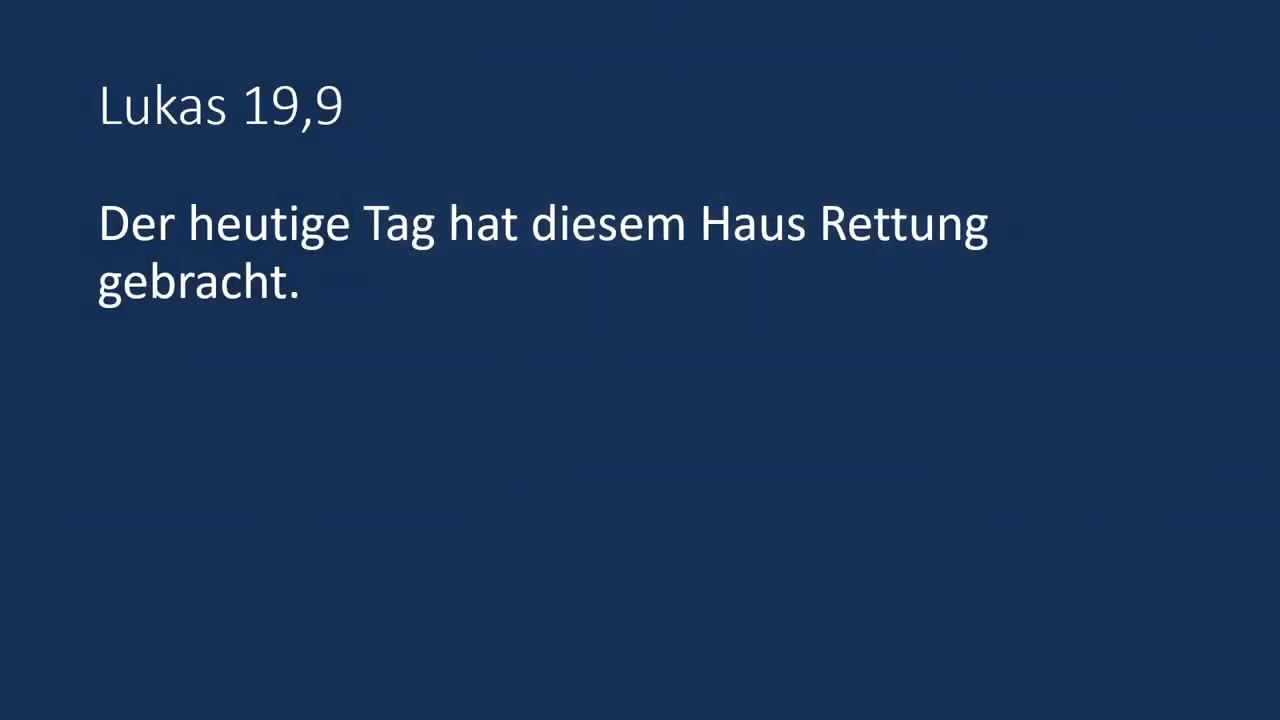 Lukas 19,9
Der heutige Tag hat diesem Haus Rettung
gebracht.